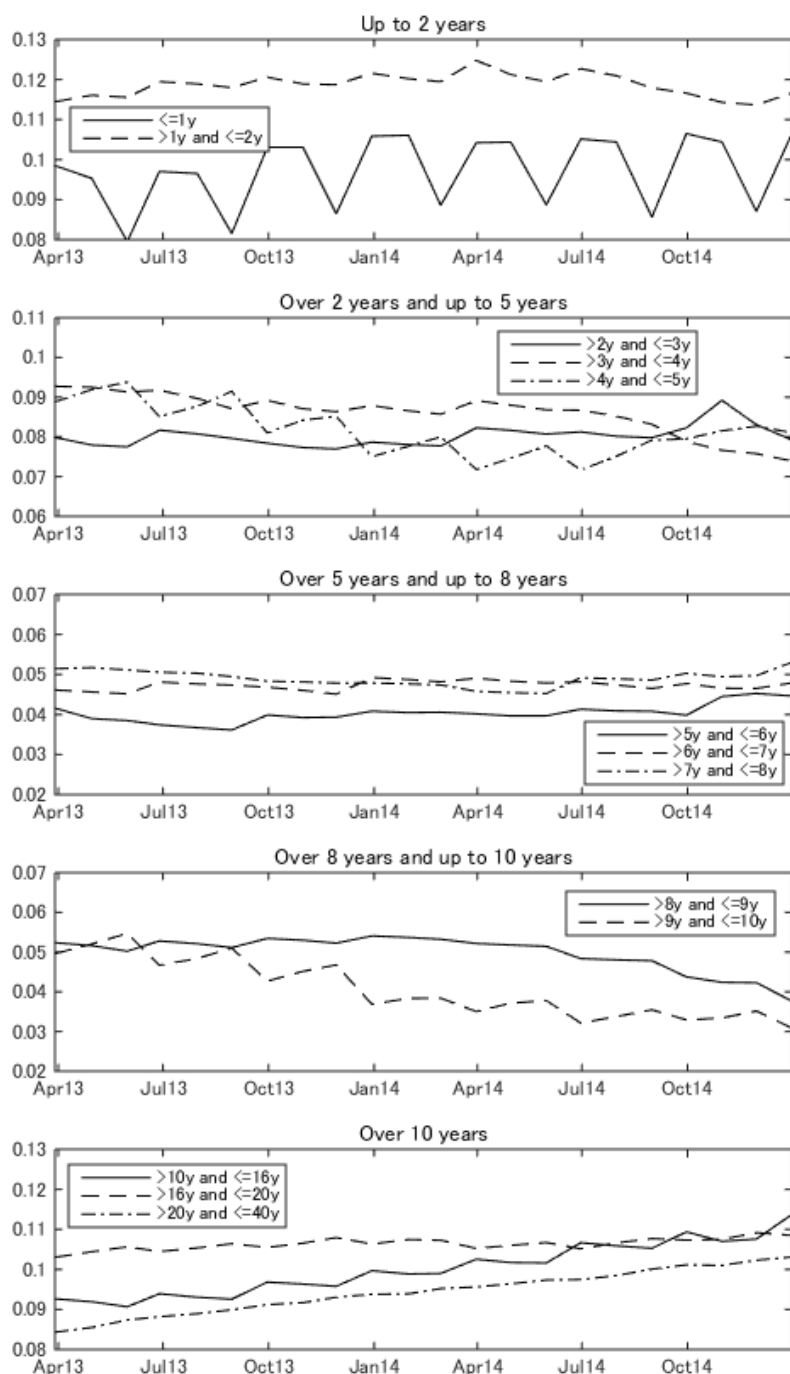 Up to 2 years
0.13
0.12
0.11
0.1
0.09
0.08
<=1y
>1y and <=2y
Apr13 Jul13 Oct13 Jan14 Apr14 Jul14 Oct14
Over 2 years and up to 5 years
0.11
0.1
0.09
0.08
0.07
0.06
>2y and <=3y
>3y and <=4y
>4y and <=5y
Apr13 Jul13 Oct13 Jan14 Apr14 Jul14 Oct14
Over 5 years and up to 8 years
0.07
0.06
0.05
0.04
0.03
0.02
>5y and <=6y
>6y and <=7y
>7y and <=8y
Apr13 Jul13 Oct13 Jan14 Apr14 Jul14 Oct14
Over 8 years and up to 10 years
0.07
0.06
0.05
0.04
0.03
0.02
>8y and <=9y
>9y and <=10y
Apr13 Jul13 Oct13 Jan14 Apr14 Jul14 Oct14
Over 10 years
0.13
0.12
0.11
0.1
0.09
0.08
>10y and <=16y
>16y and <=20y
>20y and <=40y
Apr13 Jul13 Oct13 Jan14 Apr14 Jul14 Oct14